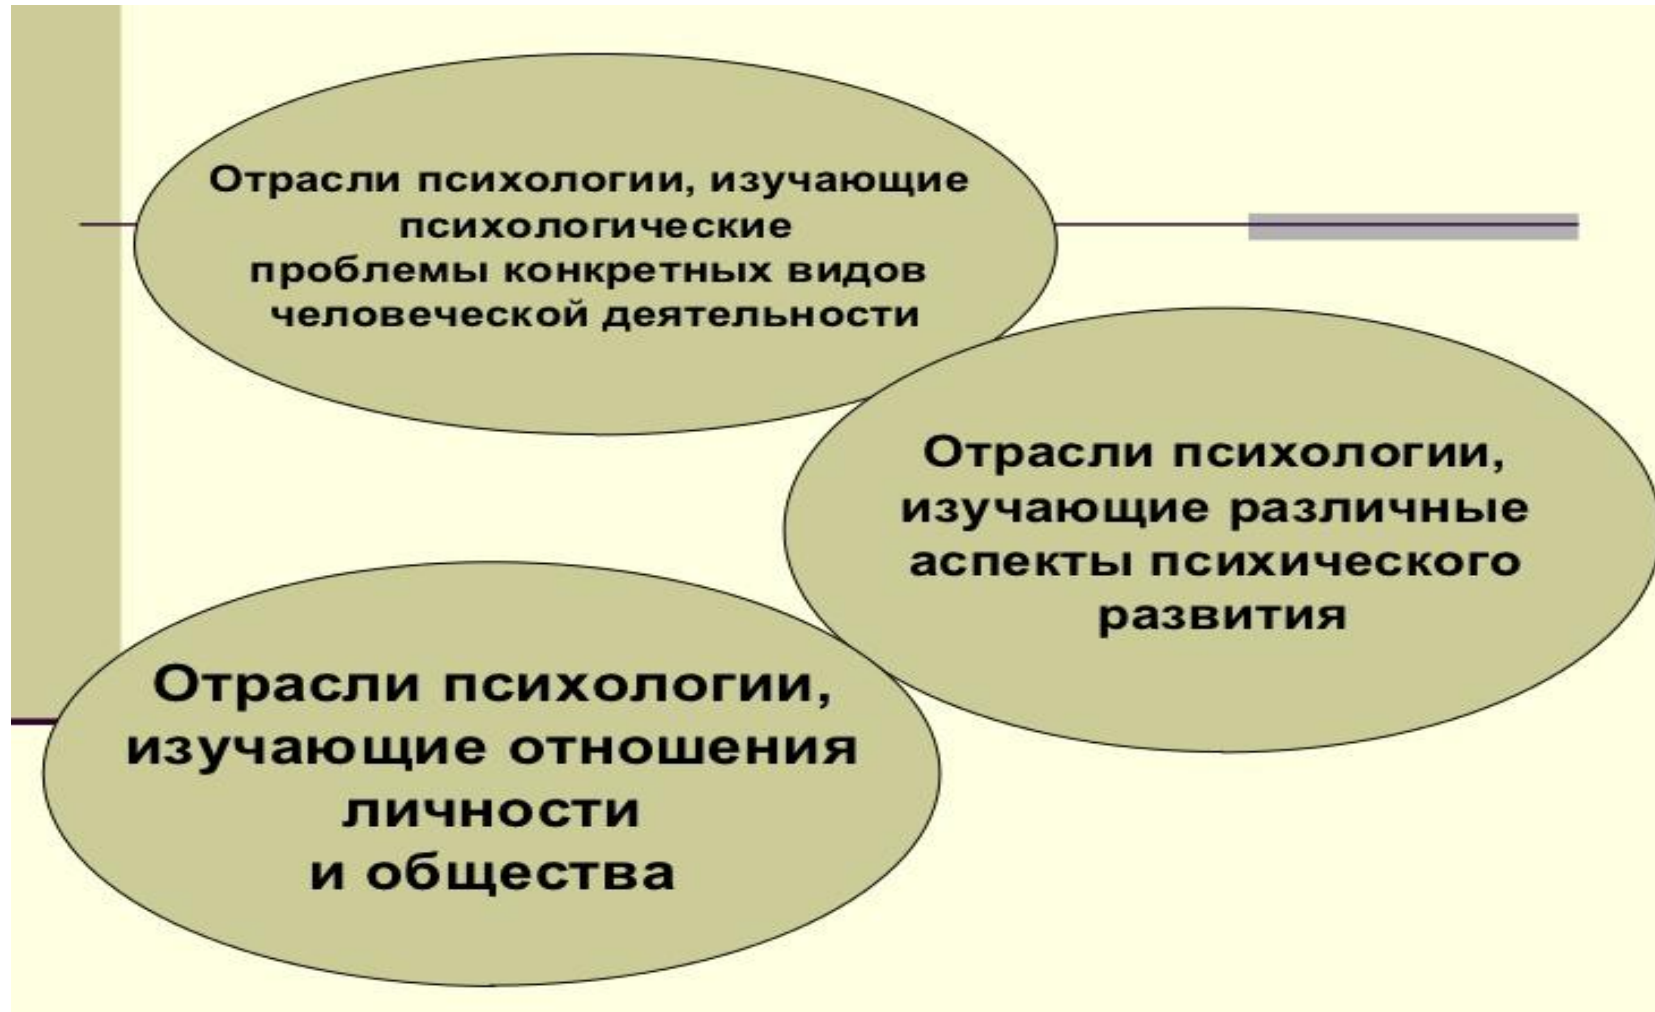 Отрасли психологии, изучающие
психологические
проблемы конкретных видов
человеческой деятельности
Отрасли психологии,
изучающие различные
аспекты психического
развития
Отрасли психологии,
изучающие отношения
личности
и общества